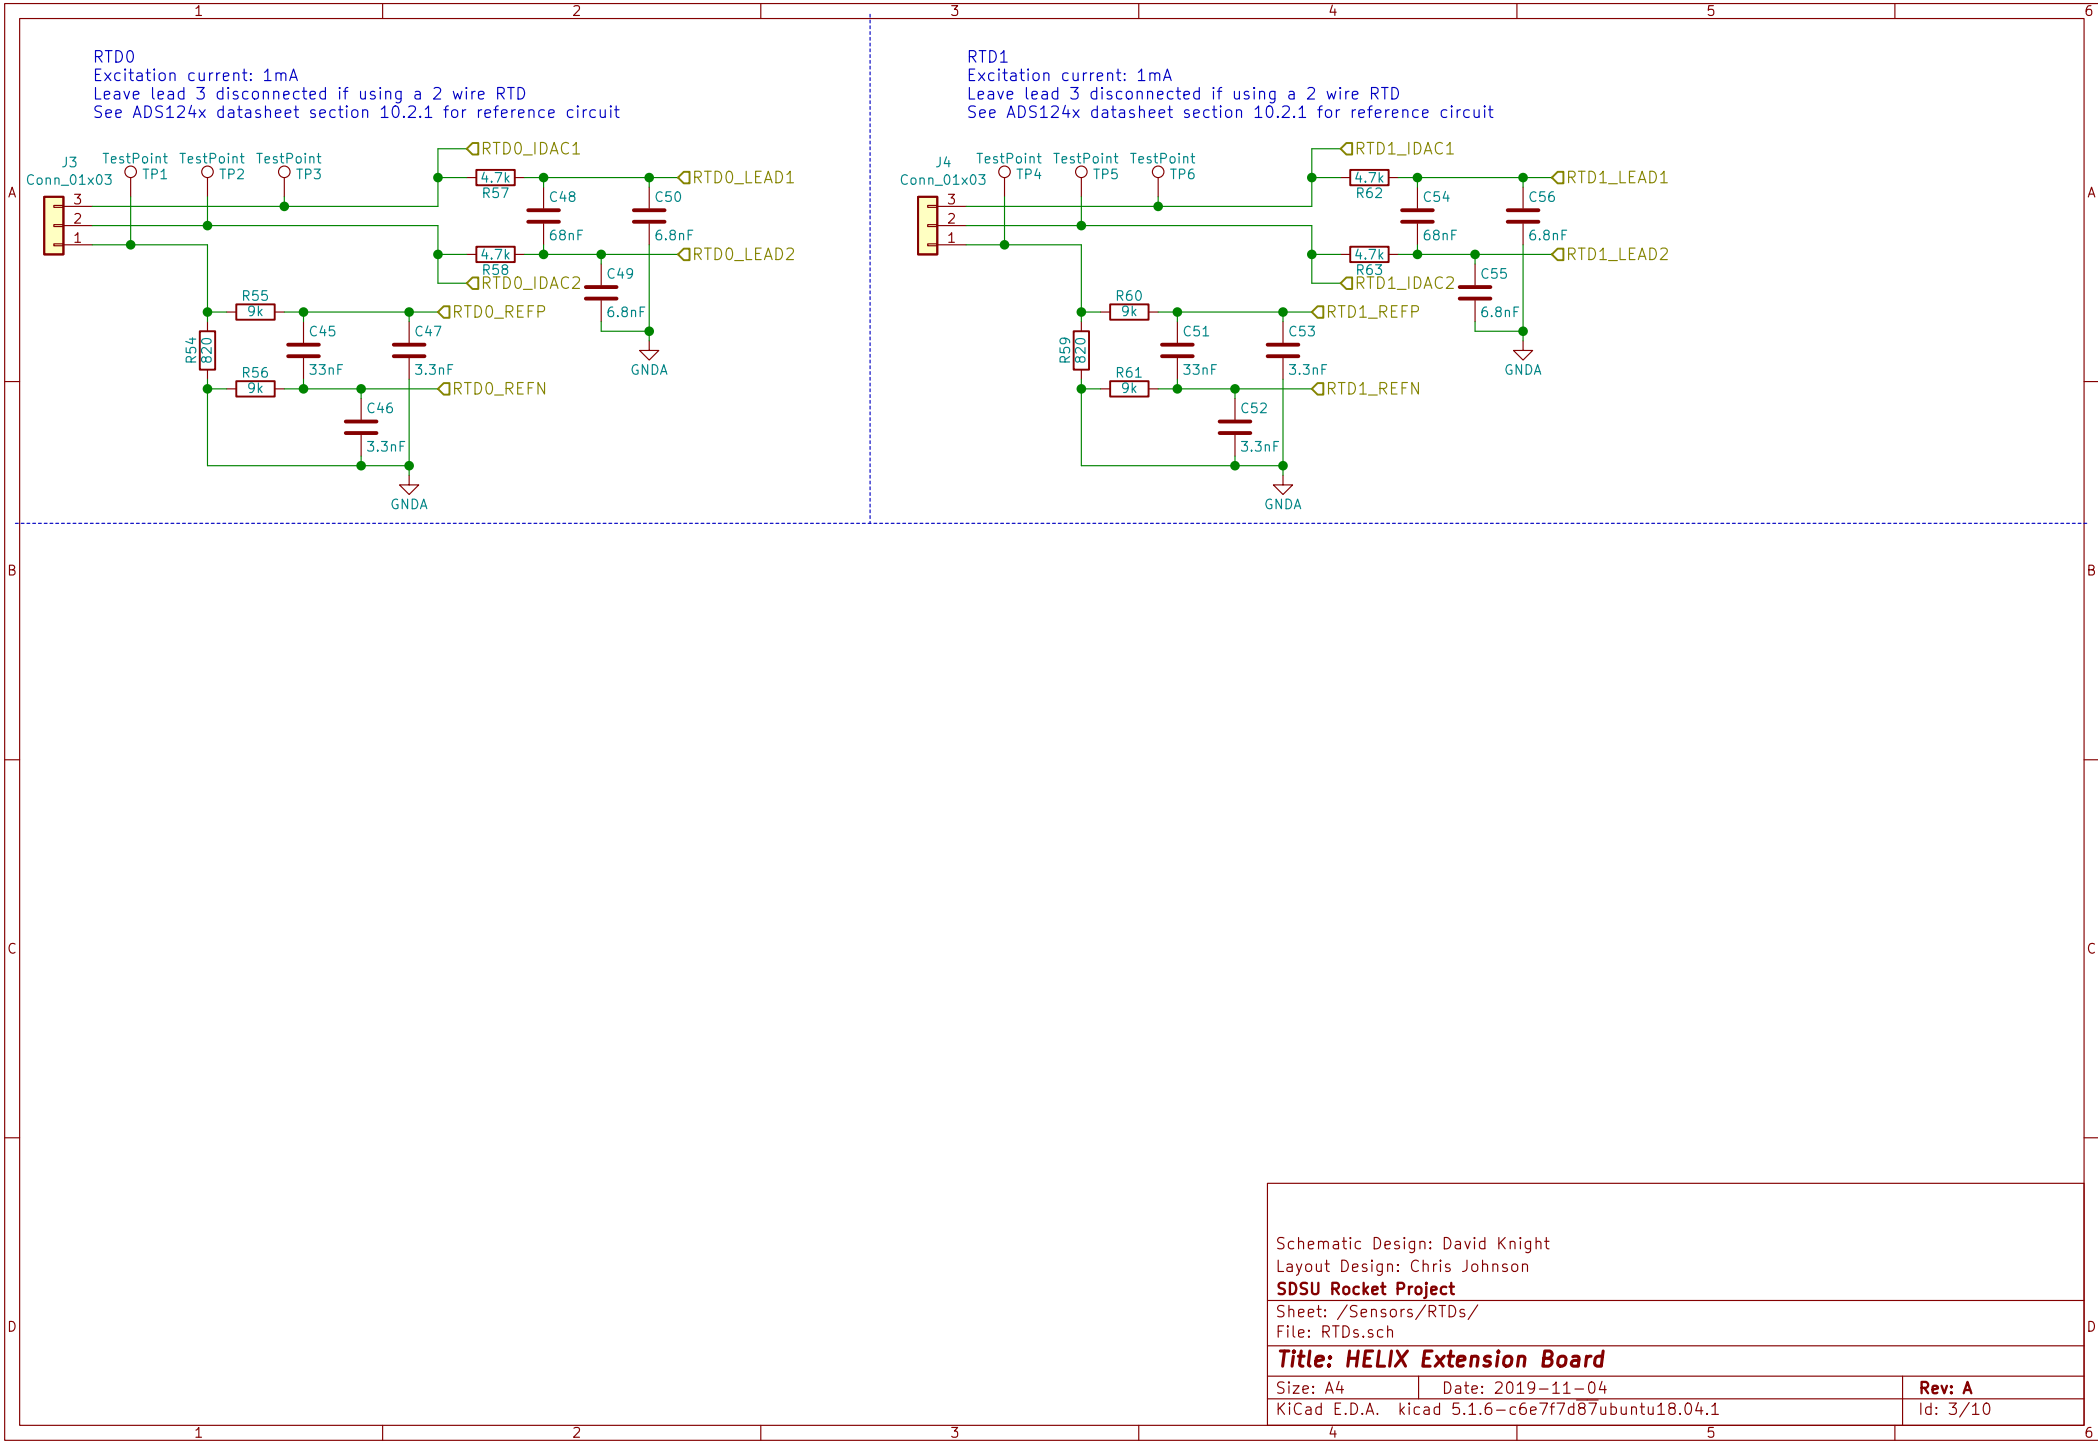 1 2 3 4 5 6
RTD0
Excitation current: 1mA
Leave lead 3 disconnected if using a 2 wire RTD
See ADS124x datasheet section 10.2.1 for reference circuit
RTD1
Excitation current: 1mA
Leave lead 3 disconnected if using a 2 wire RTD
See ADS124x datasheet section 10.2.1 for reference circuit
J3
Conn_01x03
3
2
1
TestPoint
TP1
TestPoint
TP2
TestPoint
TP3
RTD0_IDAC1
4.7k
R57
C48
68nF
C50
6.8nF
RTD0_LEAD1
4.7k
R58
RTD0_LEAD2
RTD0_IDAC2
C49
6.8nF
GNDA
R55
9k
RTD0_REFP
R54
820
C45
33nF
C47
3.3nF
R56
9k
RTD0_REFN
C46
3.3nF
GNDA
J4
Conn_01x03
3
2
1
TestPoint
TP4
TestPoint
TP5
TestPoint
TP6
RTD1_IDAC1
4.7k
R62
C54
68nF
C56
6.8nF
RTD1_LEAD1
4.7k
R63
RTD1_LEAD2
RTD1_IDAC2
C55
6.8nF
GNDA
R60
9k
RTD1_REFP
R59
820
C51
33nF
C53
3.3nF
R61
9k
RTD1_REFN
C52
3.3nF
GNDA
A A
B B
C C
D D
Schematic Design: David Knight
Layout Design: Chris Johnson
SDSU Rocket Project
Sheet: /Sensors/RTDs/
File: RTDs.sch
Title: HELIX Extension Board
Size: A4 Date: 2019-11-04 Rev: A
KiCad E.D.A. kicad 5.1.6-c6e7f7d87ubuntu18.04.1 Id: 3/10
1 2 3 4 5 6